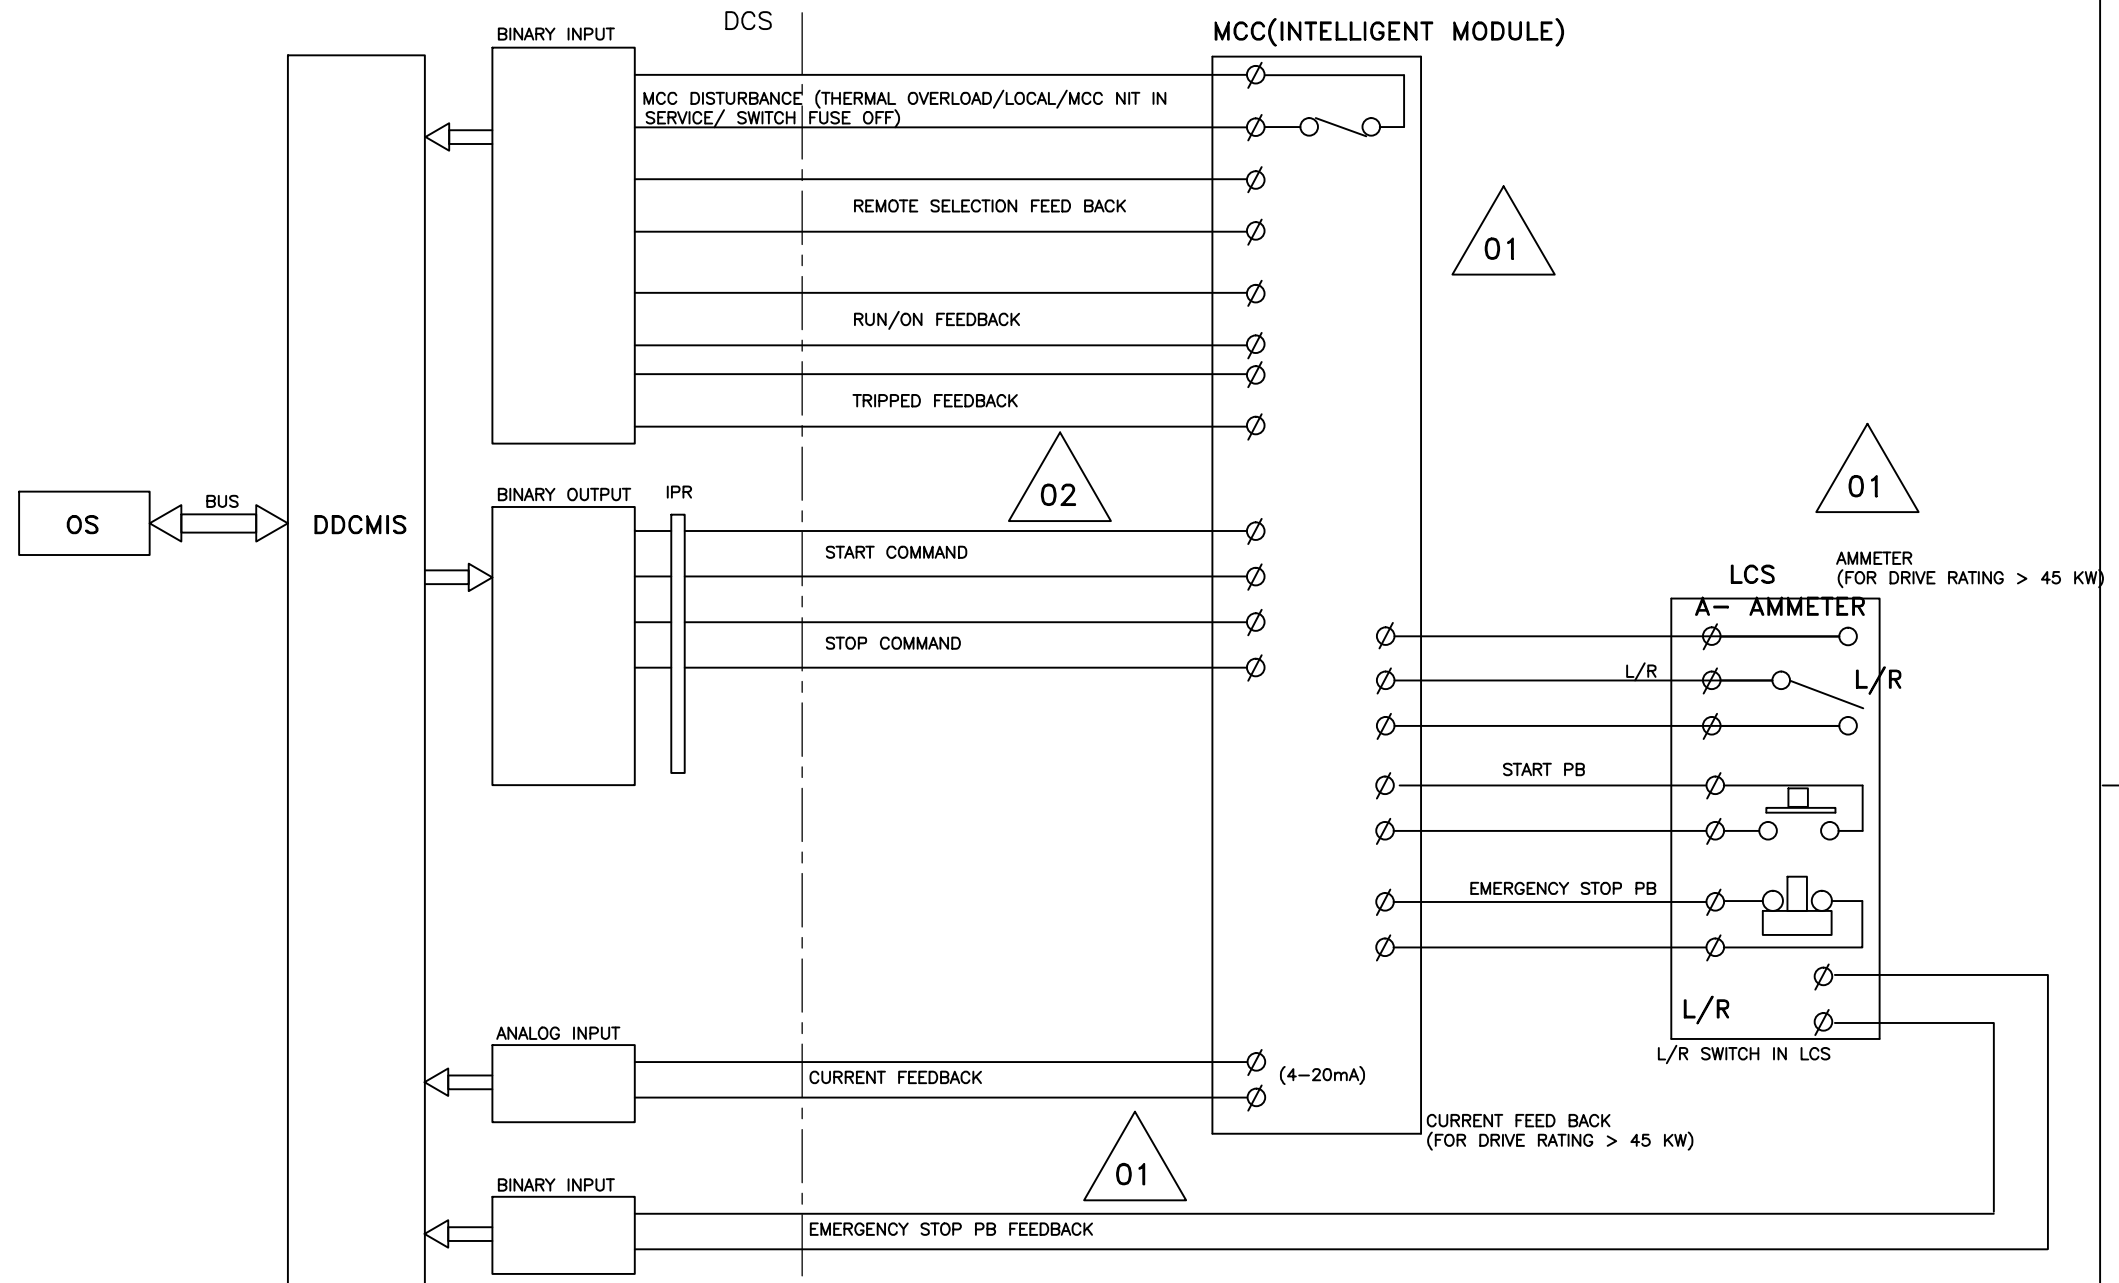 DCS
MCC(INTELLIGENT MODULE)
BINARY INPUT
MCC DISTURBANCE (THERMAL OVERLOAD/LOCAL/MCC NIT IN
SERVICE/ SWITCH FUSE OFF)
REMOTE SELECTION FEED BACK
01
RUN/ON FEEDBACK
TRIPPED FEEDBACK
02
01
BINARY OUTPUT
IPR
BUS
OS
DDCMIS
START COMMAND
STOP COMMAND
LCS
AMMETER
(FOR DRIVE RATING > 45 KW)
A- AMMETER
L/R
L/R
START PB
EMERGENCY STOP PB
L/R
L/R SWITCH IN LCS
ANALOG INPUT
CURRENT FEEDBACK
(4-20mA)
CURRENT FEED BACK
(FOR DRIVE RATING > 45 KW)
01
BINARY INPUT
EMERGENCY STOP PB FEEDBACK